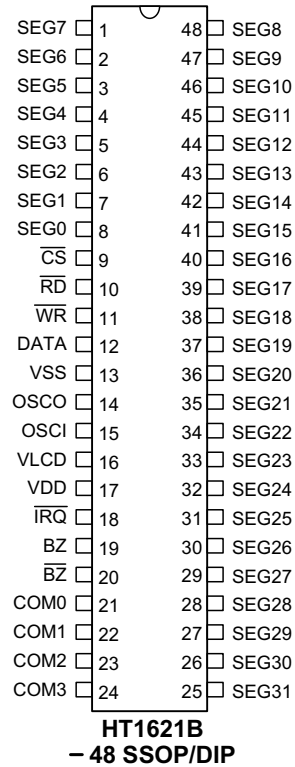 SEG7 1 48 SEG8
SEG6 2 47 SEG9
SEG5 3 46 SEG10
SEG4 4 45 SEG11
SEG3 5 44 SEG12
SEG2 6 43 SEG13
SEG1 7 42 SEG14
SEG0 8 41 SEG15
C̅S̅ 9 40 SEG16
R̅D̅ 10 39 SEG17
W̅R̅ 11 38 SEG18
DATA 12 37 SEG19
VSS 13 36 SEG20
OSCO 14 35 SEG21
OSCI 15 34 SEG22
VLCD 16 33 SEG23
VDD 17 32 SEG24
I̅R̅Q̅ 18 31 SEG25
BZ 19 30 SEG26
B̅Z̅ 20 29 SEG27
COM0 21 28 SEG28
COM1 22 27 SEG29
COM2 23 26 SEG30
COM3 24 25 SEG31
HT1621B
– 48 SSOP/DIP